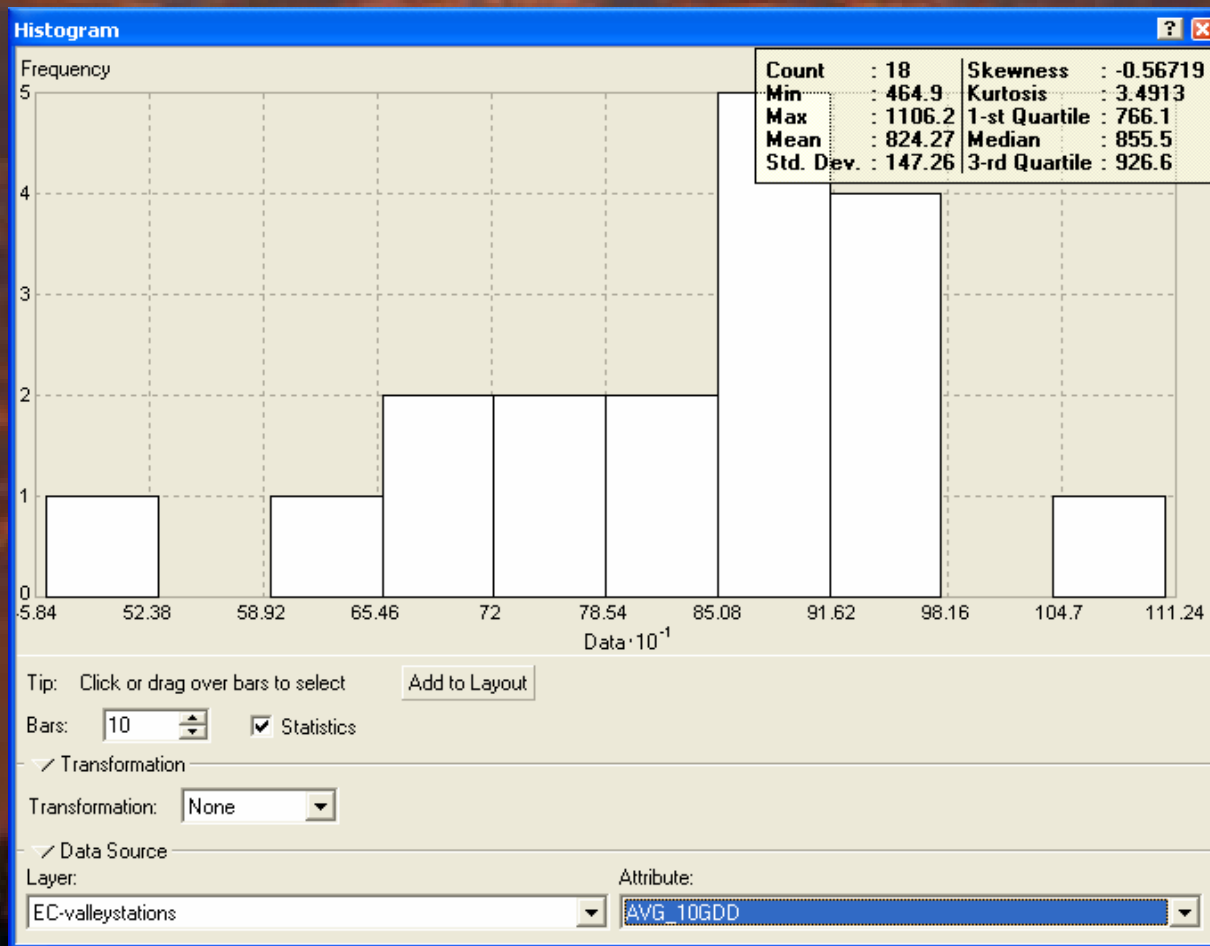 Histogram
Frequency
Count : 18 Skewness : -0.56719
Min : 464.9 Kurtosis : 3.4913
Max : 1106.2 1-st Quartile : 766.1
Mean : 824.27 Median : 855.5
Std. Dev. : 147.26 3-rd Quartile : 926.6
5
4
3
2
1
0
5.84 52.38 58.92 65.46 72 78.54 85.08 91.62 98.16 104.7 111.24
Data·10⁻¹
Tip: Click or drag over bars to select Add to Layout
Bars: 10 Statistics
Transformation
Transformation: None
Data Source
Layer: Attribute:
EC-valleystations AVG_10GDD